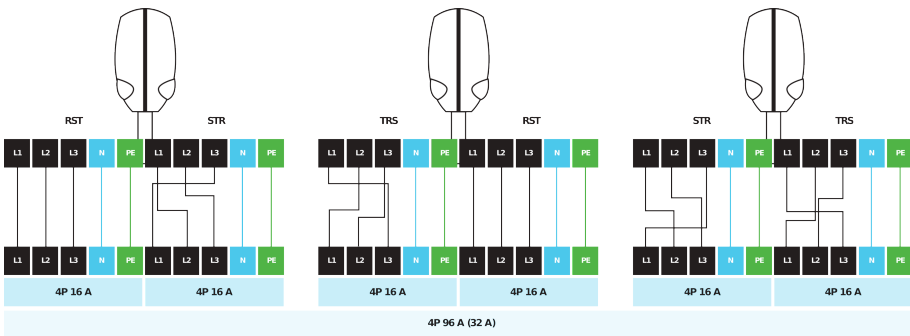 RST STR TRS RST STR TRS
L1 L2 L3 N PE L1 L2 L3 N PE L1 L2 L3 N PE L1 L2 L3 N PE L1 L2 L3 N PE L1 L2 L3 N PE
L1 L2 L3 N PE L1 L2 L3 N PE L1 L2 L3 N PE L1 L2 L3 N PE L1 L2 L3 N PE L1 L2 L3 N PE
4P 16 A 4P 16 A 4P 16 A 4P 16 A 4P 16 A 4P 16 A
4P 96 A (32 A)